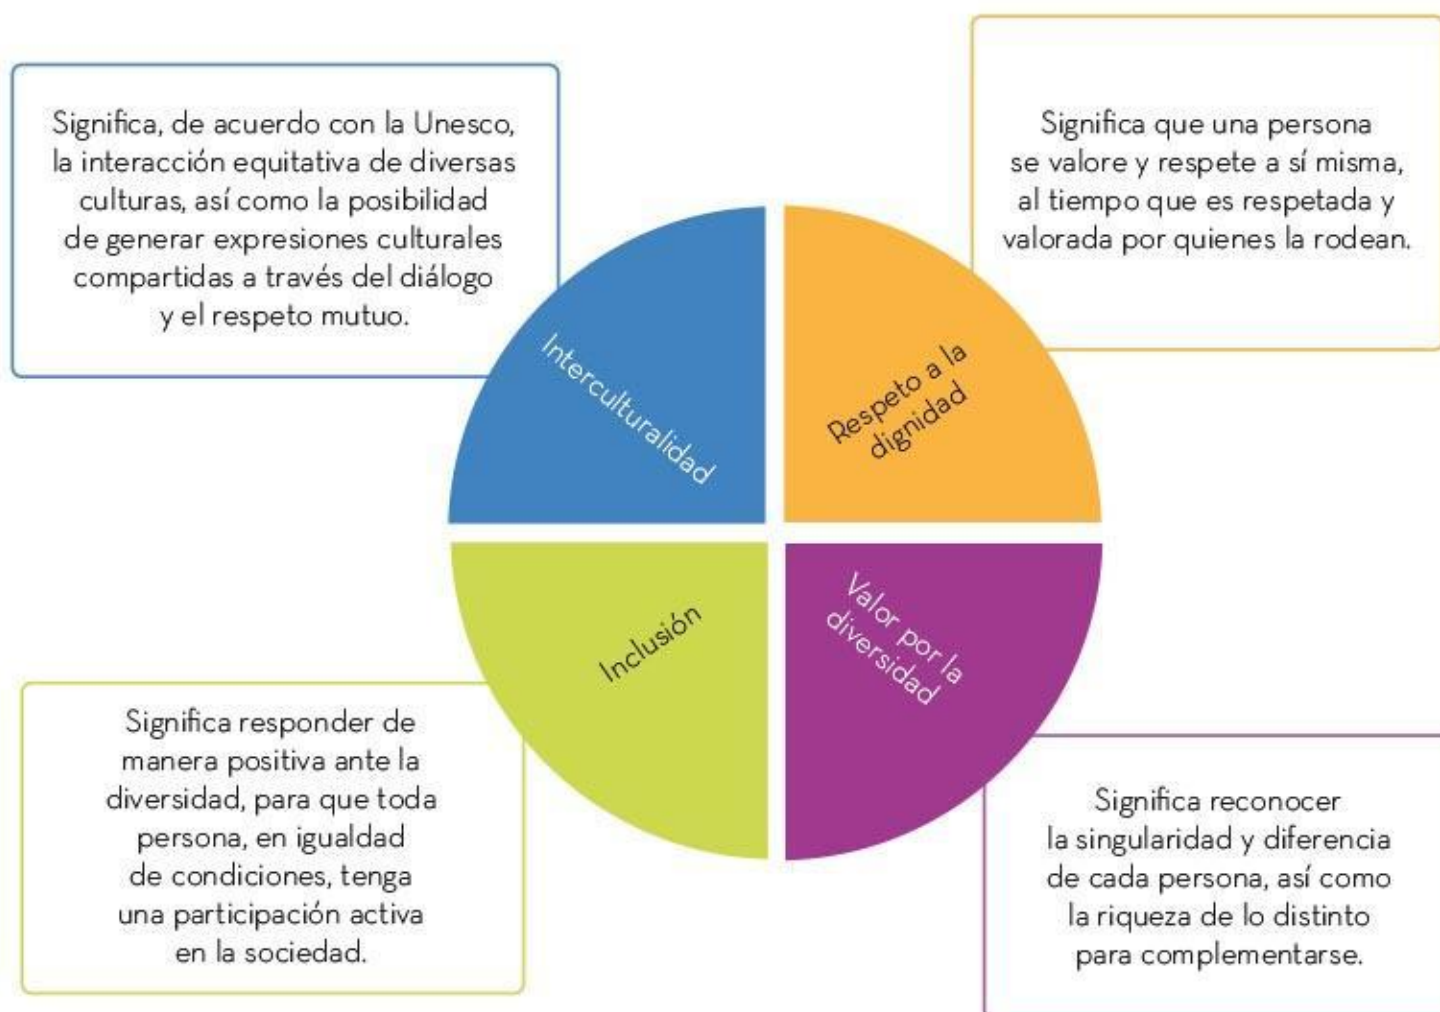 Significa, de acuerdo con la Unesco,
la interacción equitativa de diversas
culturas, así como la posibilidad
de generar expresiones culturales
compartidas a través del diálogo
y el respeto mutuo.
Significa que una persona
se valore y respete a sí misma,
al tiempo que es respetada y
valorada por quienes la rodean.
Interculturalidad
Respeto a la
dignidad
Inclusión
Valor por la
diversidad
Significa responder de
manera positiva ante la
diversidad, para que toda
persona, en igualdad
de condiciones, tenga
una participación activa
en la sociedad.
Significa reconocer
la singularidad y diferencia
de cada persona, así como
la riqueza de lo distinto
para complementarse.